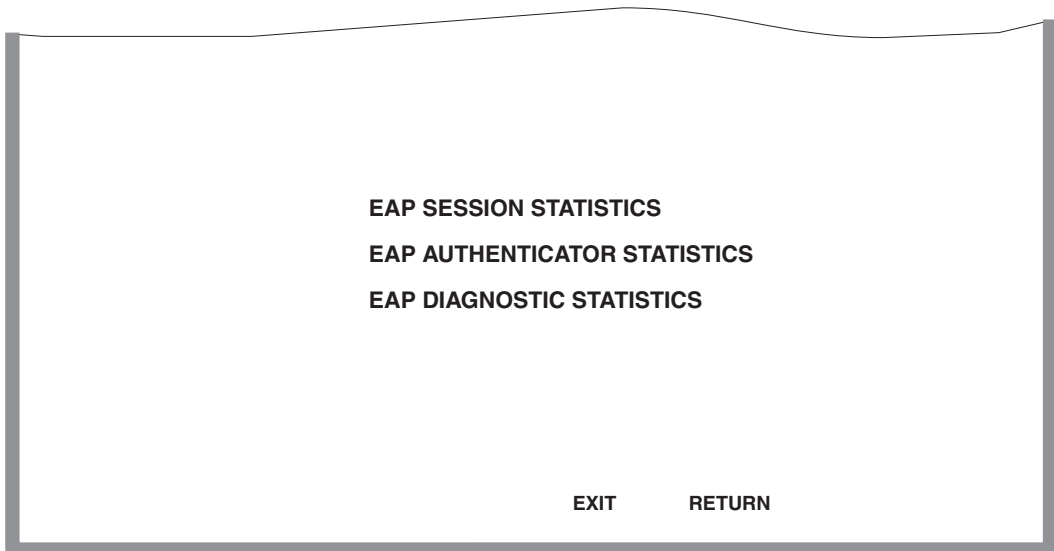 EAP SESSION STATISTICS
EAP AUTHENTICATOR STATISTICS
EAP DIAGNOSTIC STATISTICS
EXIT RETURN